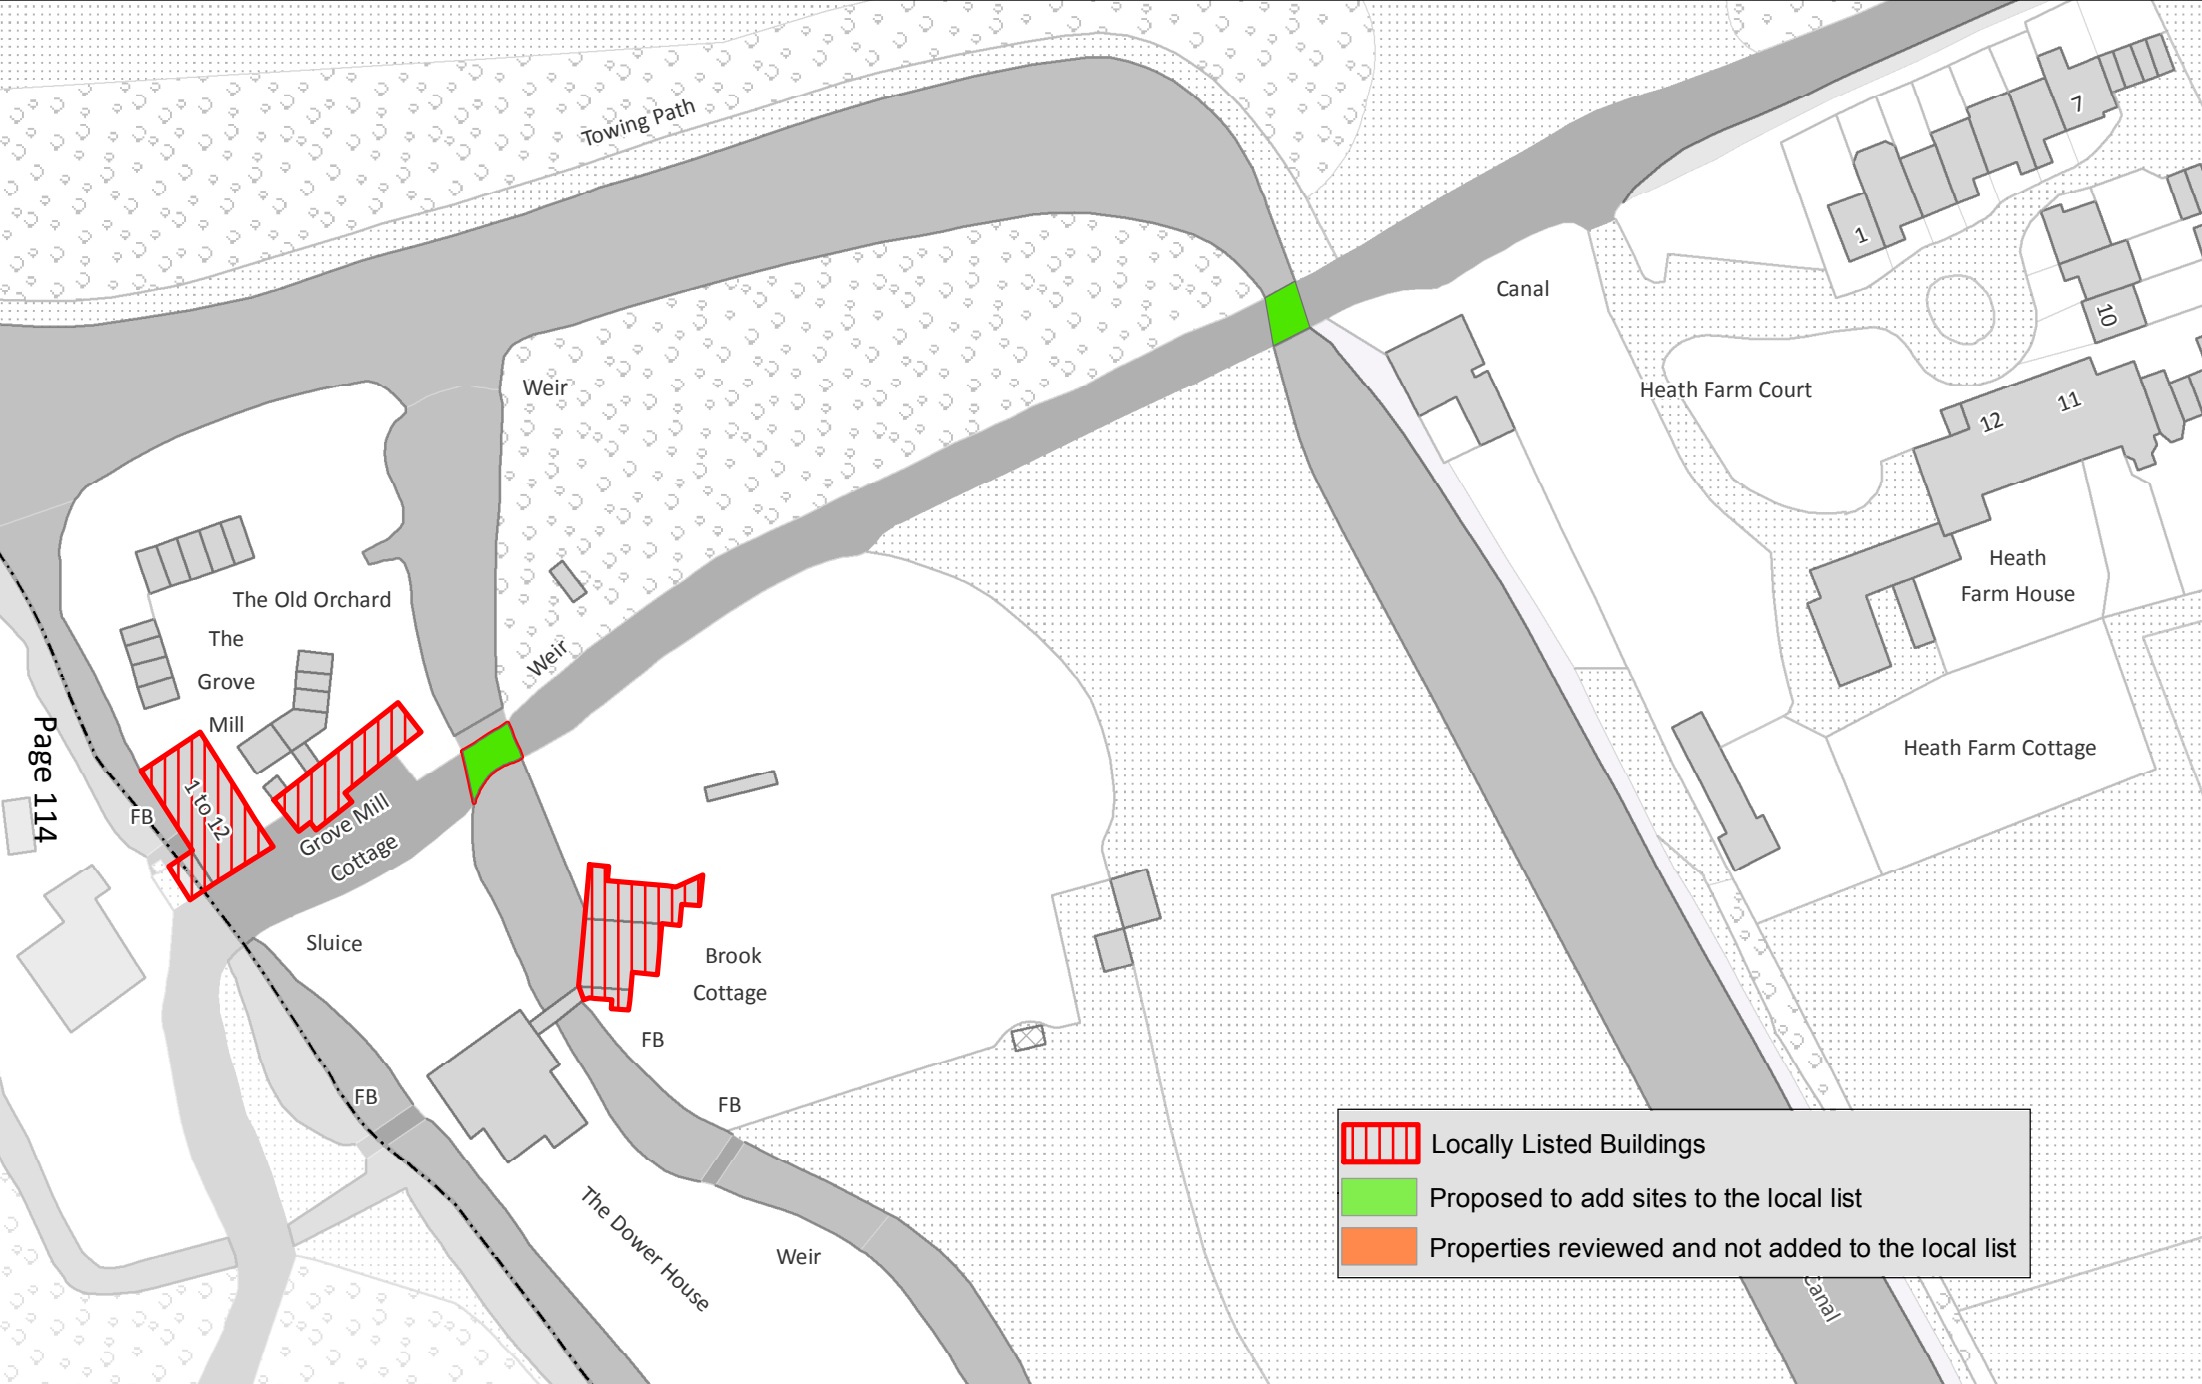 Towing Path
7
1
Canal
10
Weir
Heath Farm Court
12
11
Heath
Farm House
The Old Orchard
The
Grove
Mill
Weir
Page 114
1 to 12
FB
Grove Mill
Cottage
Heath Farm Cottage
Sluice
Brook
Cottage
FB
FB
FB
The Dower House
Weir
Locally Listed Buildings
Proposed to add sites to the local list
Properties reviewed and not added to the local list
Canal